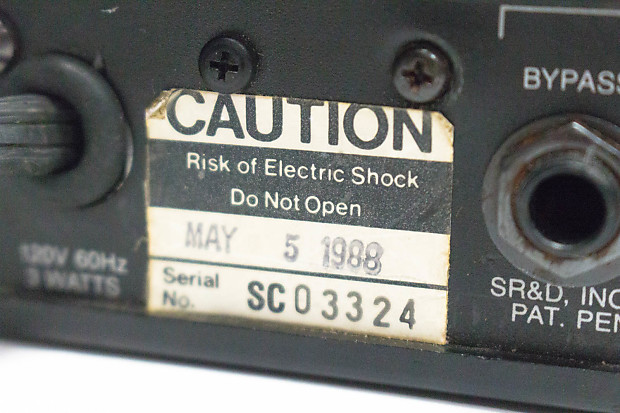 CAUTION
Risk of Electric Shock
Do Not Open
MAY 5 1988
Serial
No. SC03324
120V 60Hz
9 WATTS
BYPASS
SR&D, INC
PAT. PEN